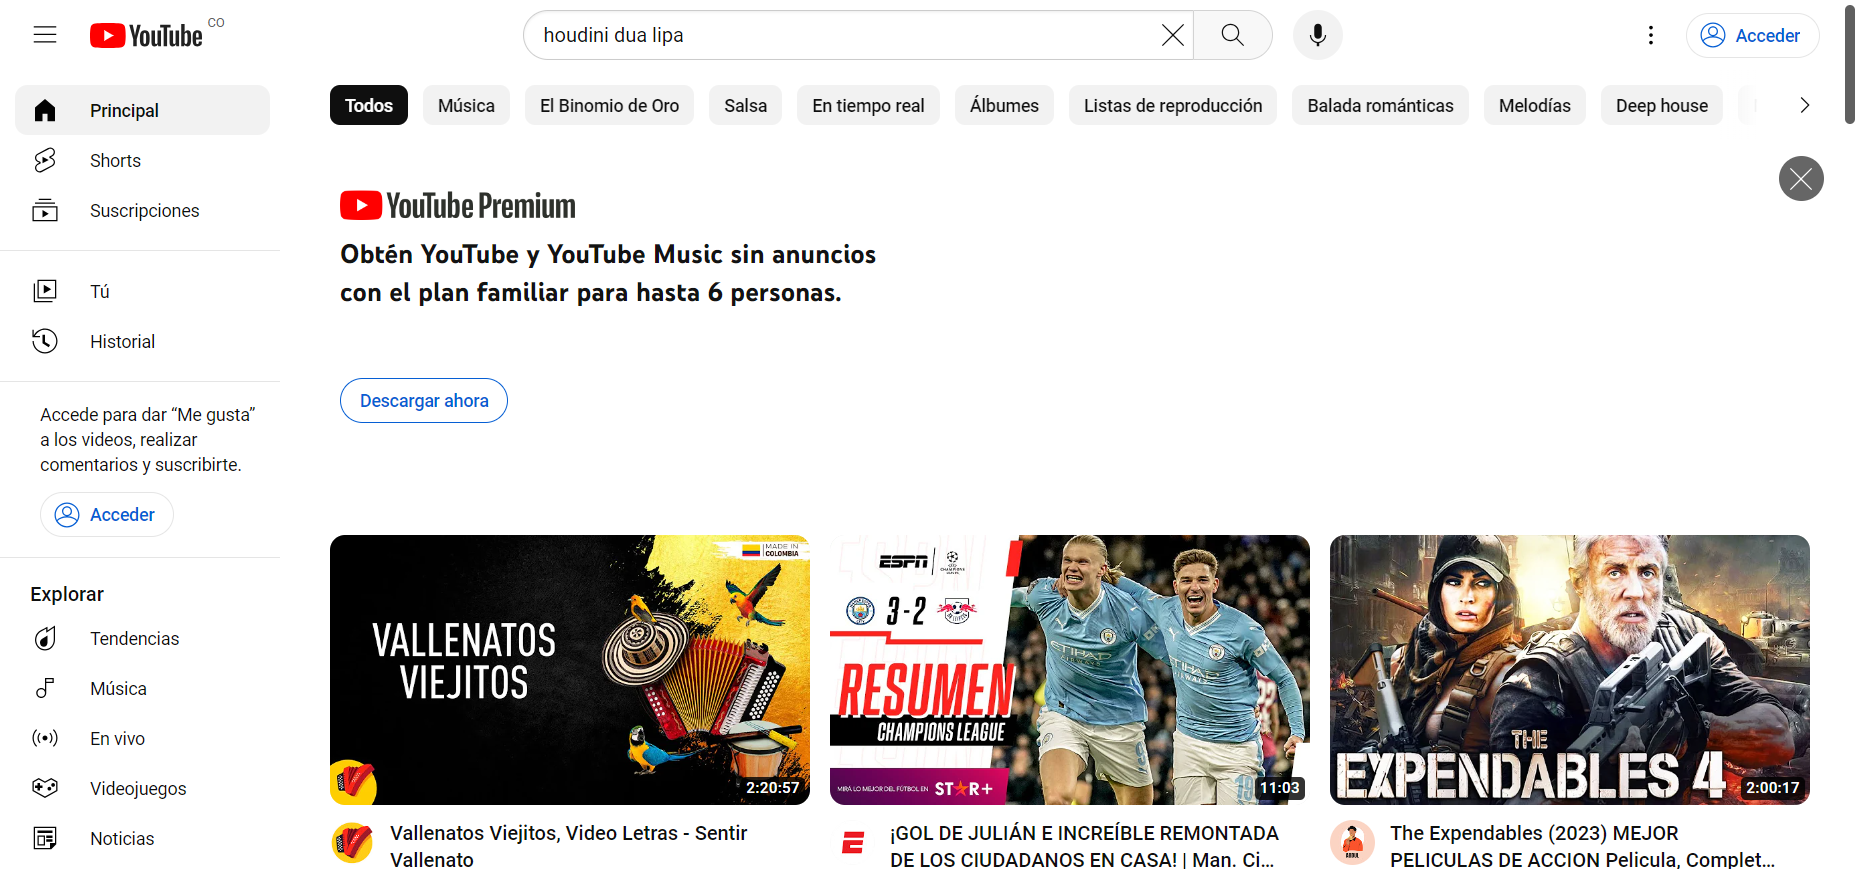 YouTube CO
houdini dua lipa
Acceder
Principal
Shorts
Suscripciones
Tú
Historial
Accede para dar “Me gusta”
a los videos, realizar
comentarios y suscribirte.
Acceder
Explorar
Tendencias
Música
En vivo
Videojuegos
Noticias
Todos
Música
El Binomio de Oro
Salsa
En tiempo real
Álbumes
Listas de reproducción
Balada románticas
Melodías
Deep house
YouTube Premium
Obtén YouTube y YouTube Music sin anuncios
con el plan familiar para hasta 6 personas.
Descargar ahora
MADE IN
COLOMBIA
VALLENATOS
VIEJITOS
2:20:57
Vallenatos Viejitos, Video Letras - Sentir
Vallenato
ESPN
3-2
RESUMEN
CHAMPIONS LEAGUE
MIRA LO MEJOR DEL FÚTBOL EN STAR+
11:03
¡GOL DE JULIÁN E INCREÍBLE REMONTADA
DE LOS CIUDADANOS EN CASA! | Man. Ci...
THE
EXPENDABLES 4
2:00:17
The Expendables (2023) MEJOR
PELICULAS DE ACCION Pelicula, Complet...